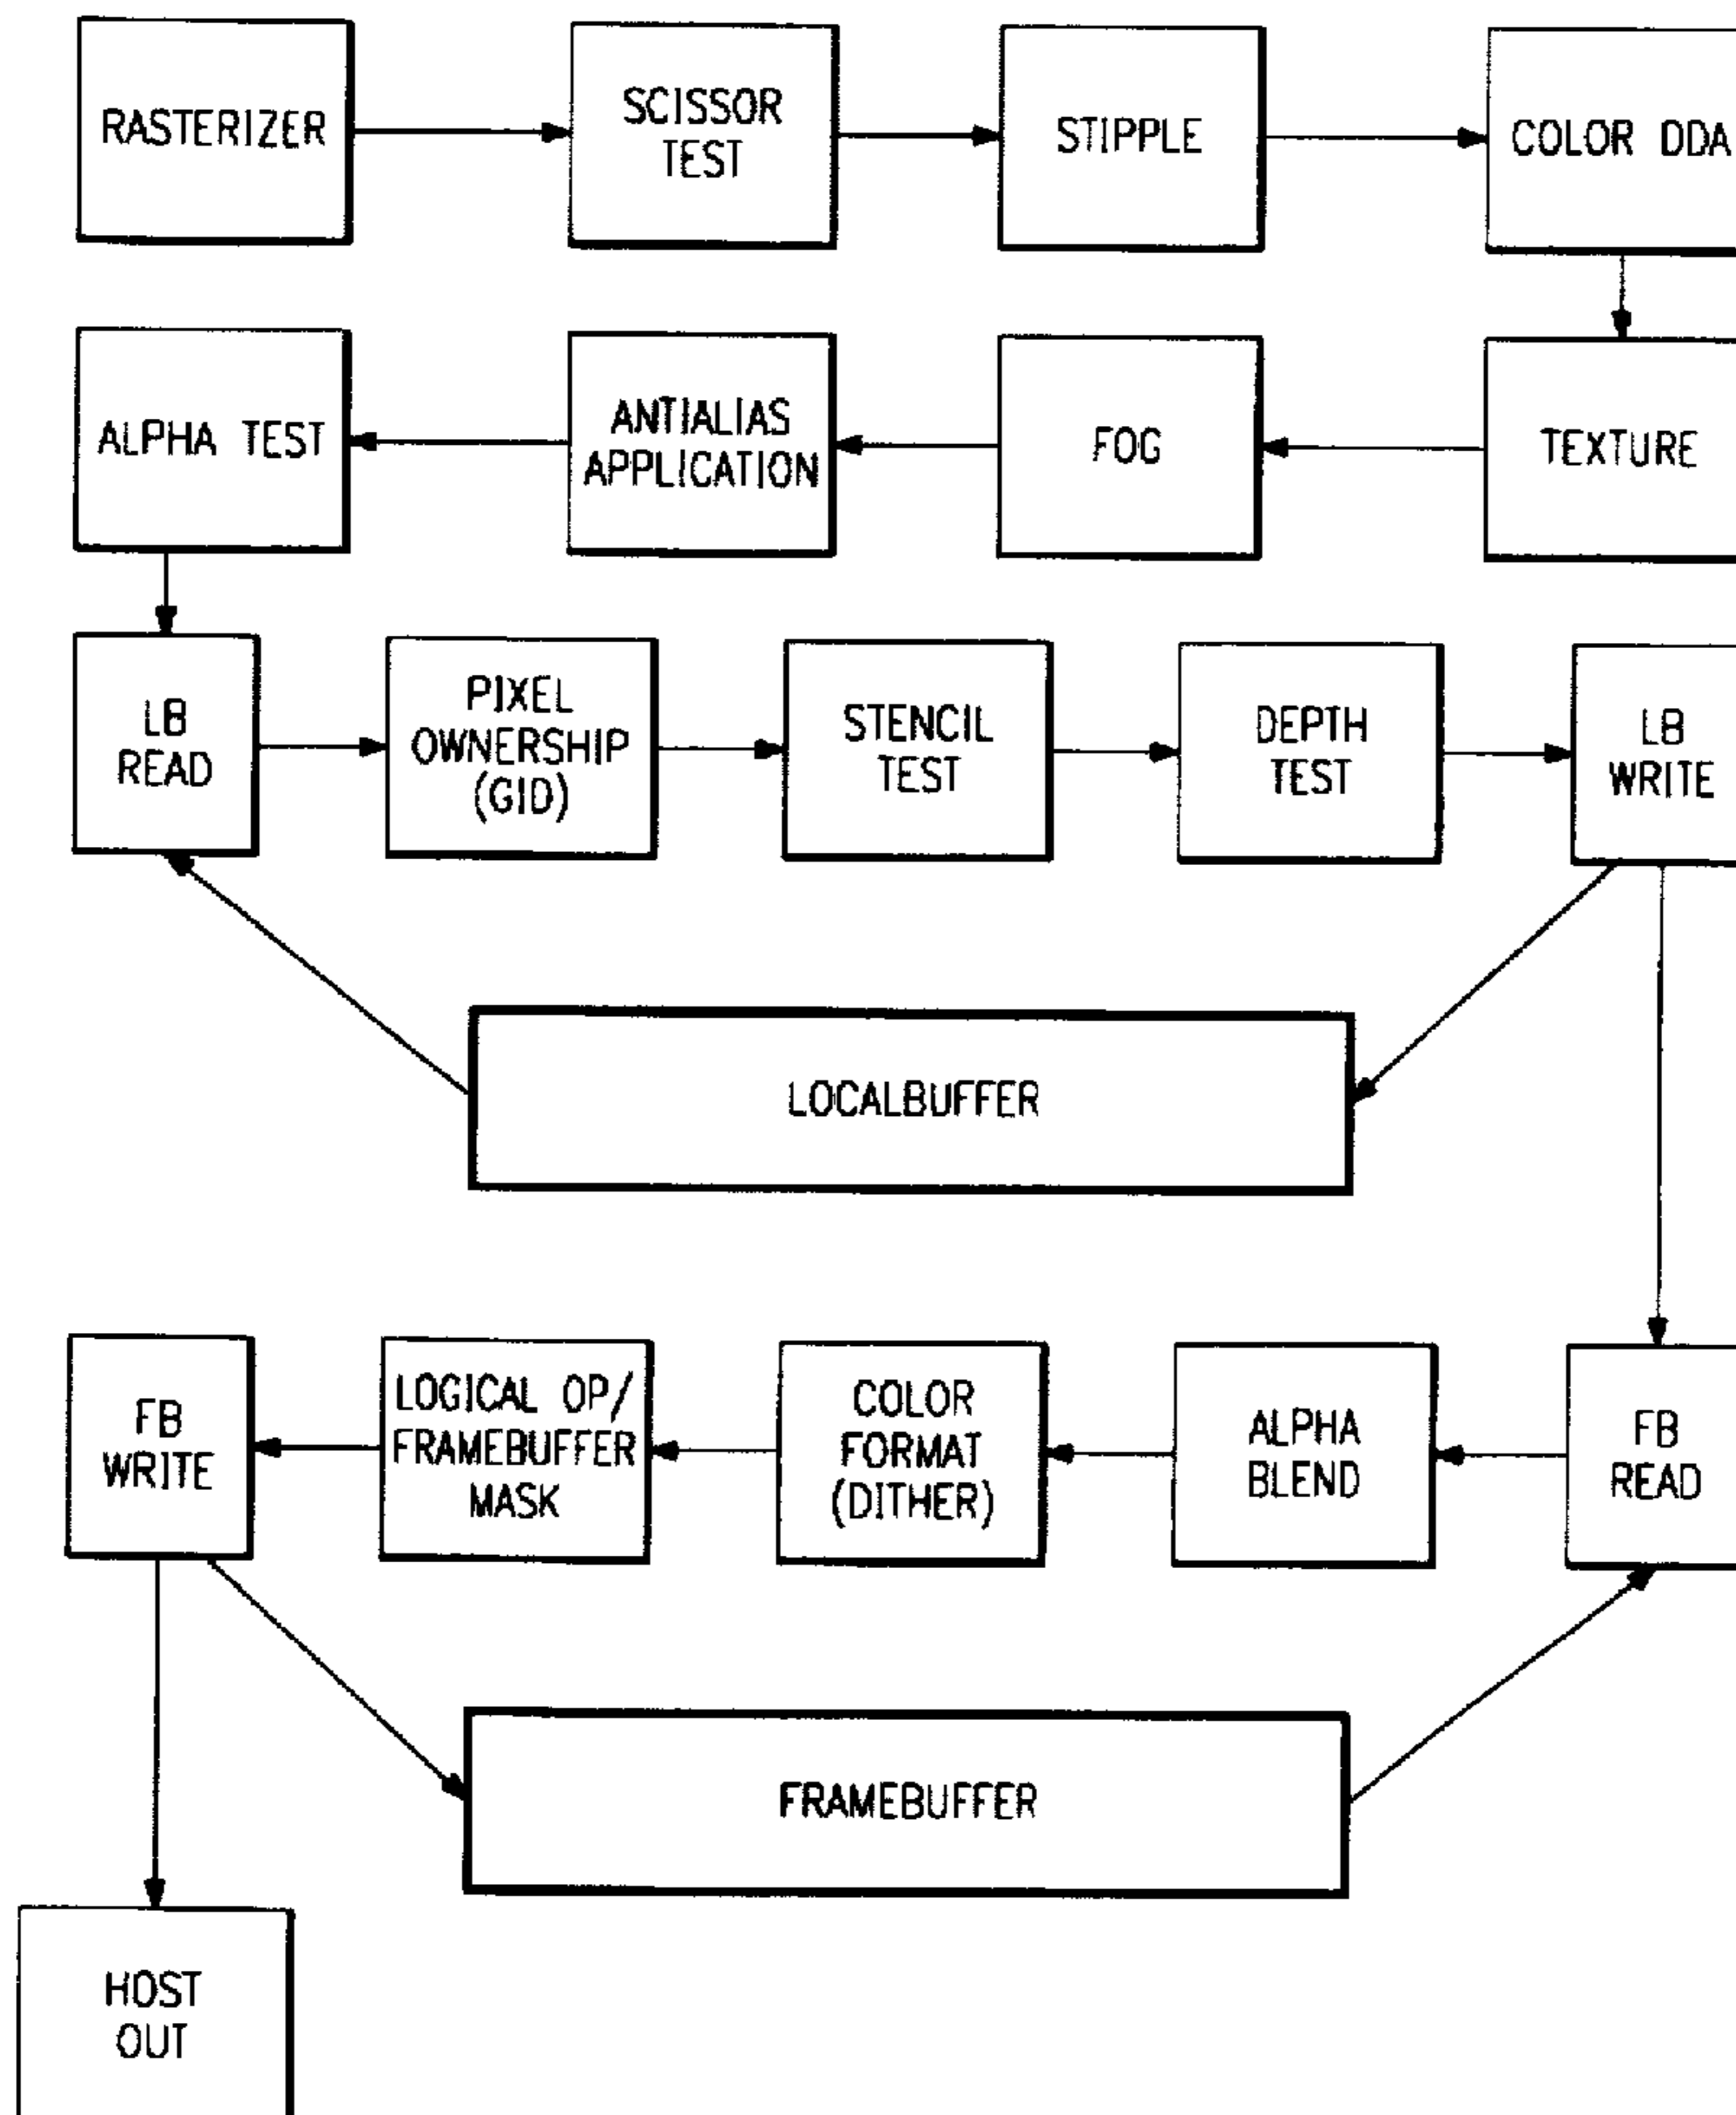 RASTERIZER
SCISSOR
TEST
STIPPLE
COLOR DDA
ALPHA TEST
ANTIALIAS
APPLICATION
FOG
TEXTURE
LB
READ
PIXEL
OWNERSHIP
(GID)
STENCIL
TEST
DEPTH
TEST
LB
WRITE
LOCALBUFFER
FB
WRITE
LOGICAL OP/
FRAMEBUFFER
MASK
COLOR
FORMAT
(DITHER)
ALPHA
BLEND
FB
READ
FRAMEBUFFER
HOST
OUT